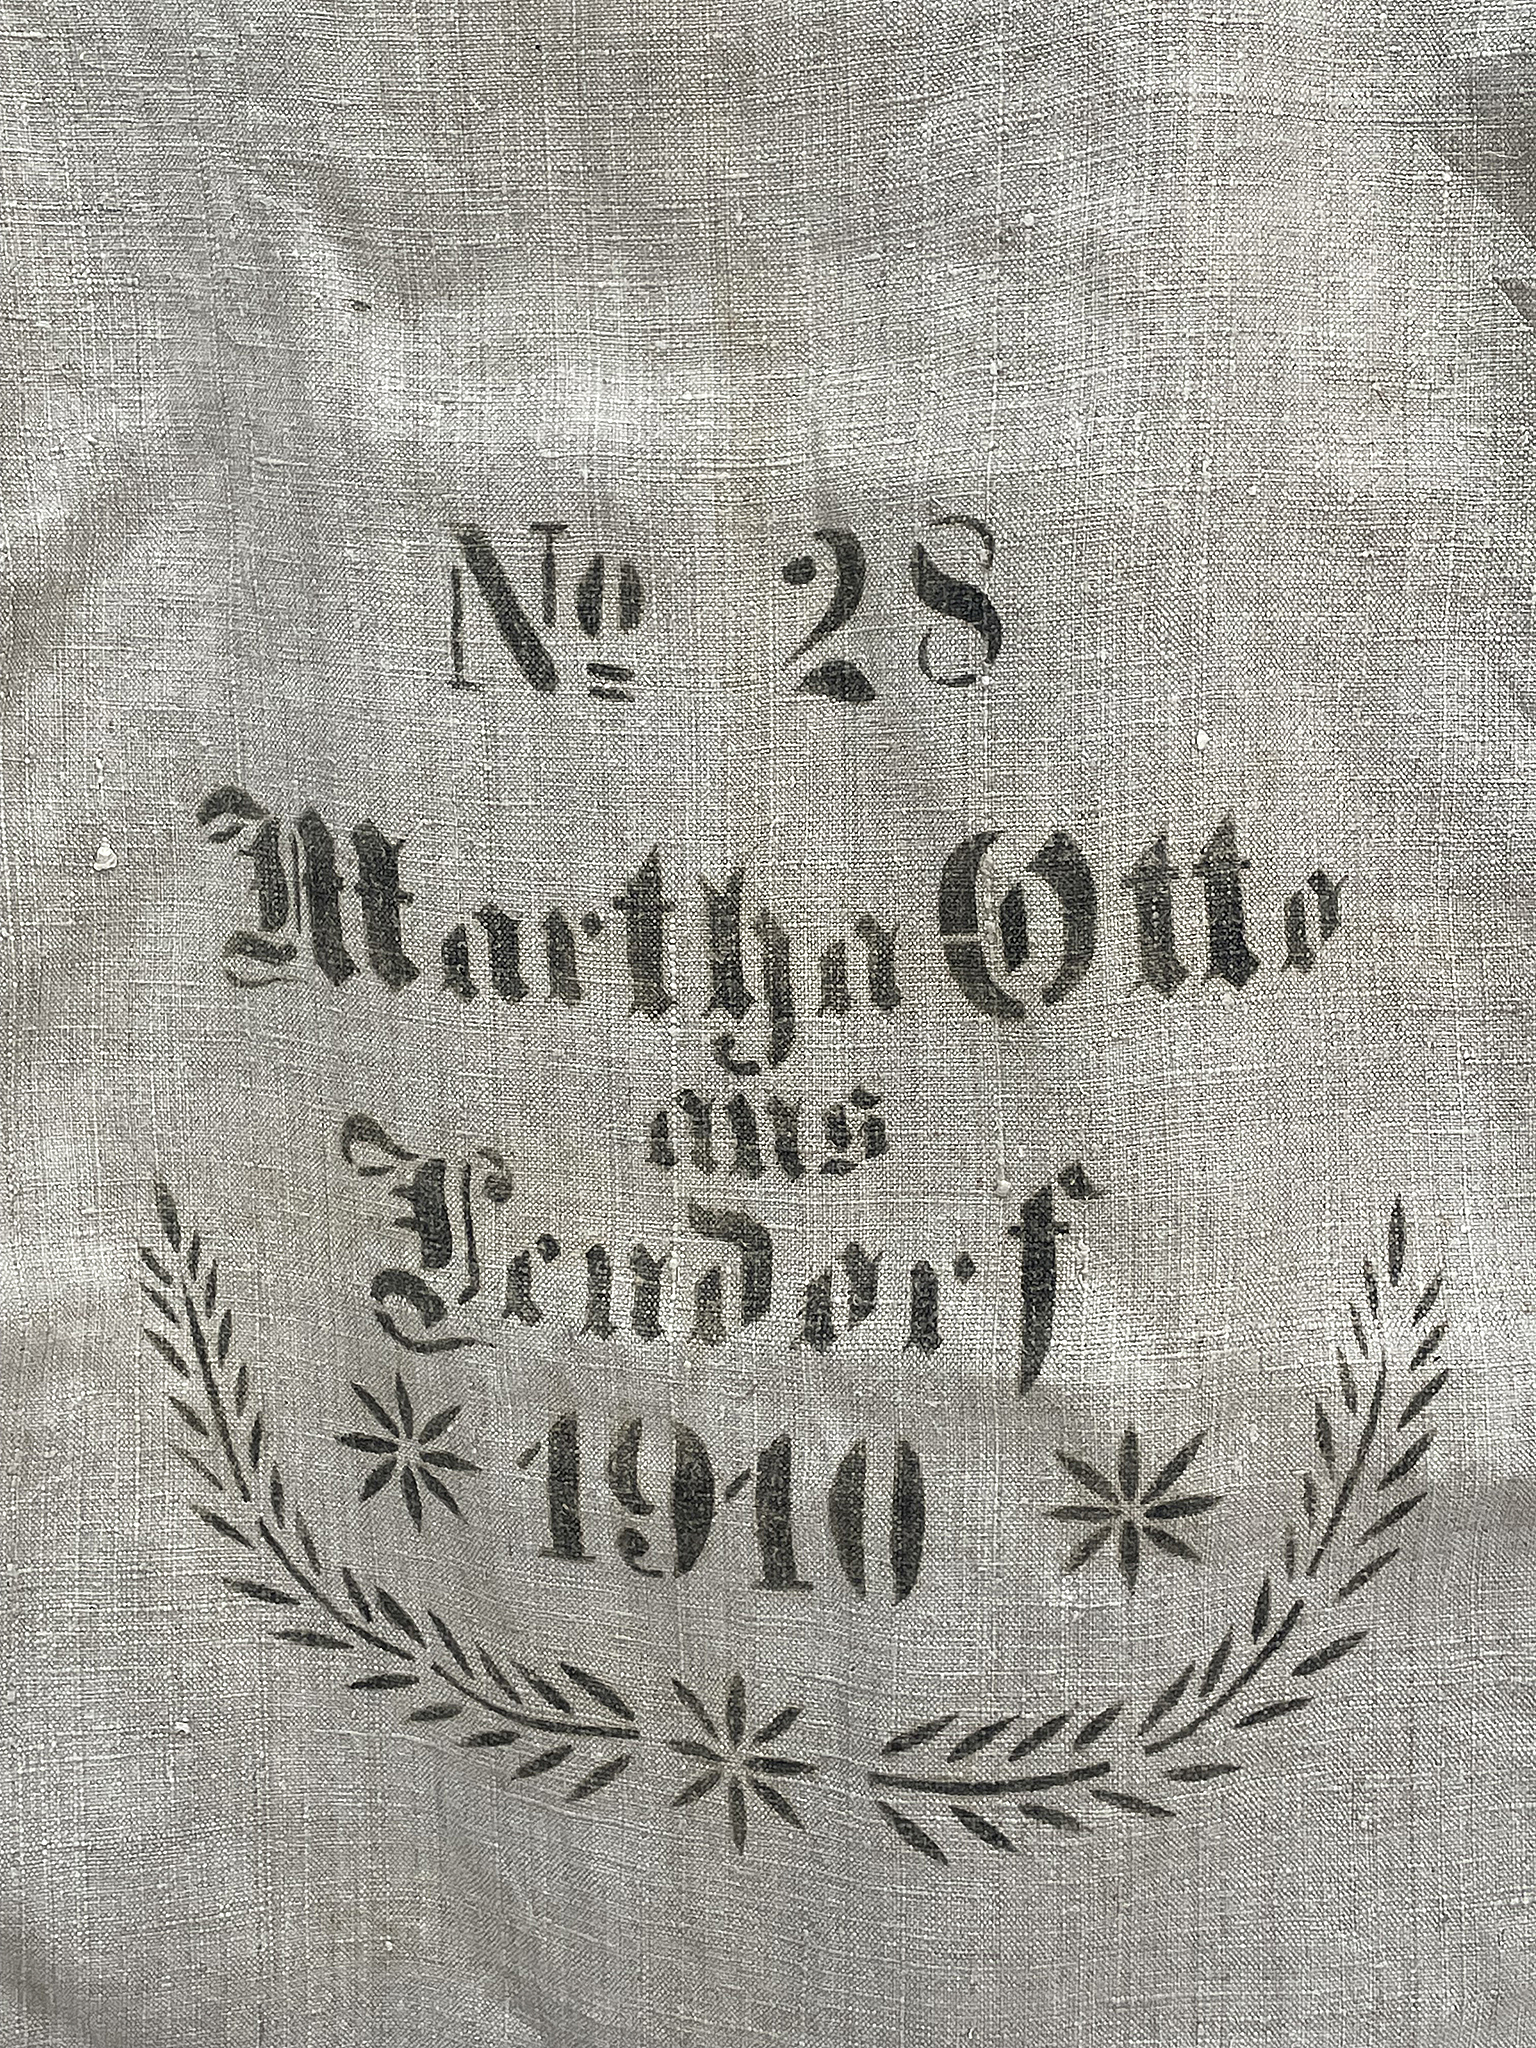 No 28
Martha Otto
aus
Lendorf
1910